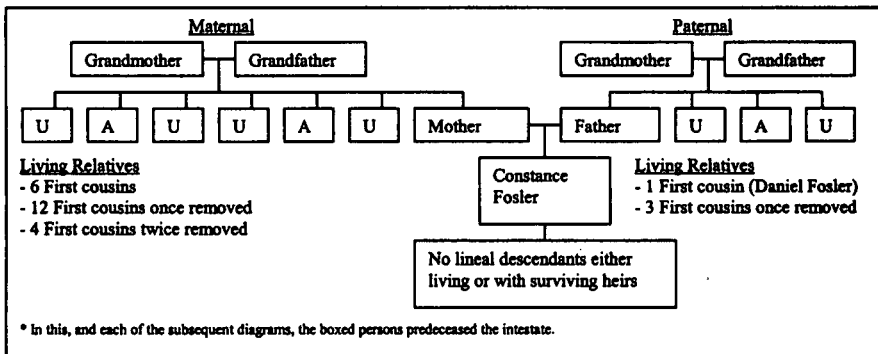 Maternal
Paternal
Grandmother
Grandfather
Grandmother
Grandfather
U
A
U
U
A
U
Mother
Father
U
A
U
Living Relatives
- 6 First cousins
- 12 First cousins once removed
- 4 First cousins twice removed
Constance
Fosler
Living Relatives
- 1 First cousin (Daniel Fosler)
- 3 First cousins once removed
No lineal descendants either
living or with surviving heirs
* In this, and each of the subsequent diagrams, the boxed persons predeceased the intestate.